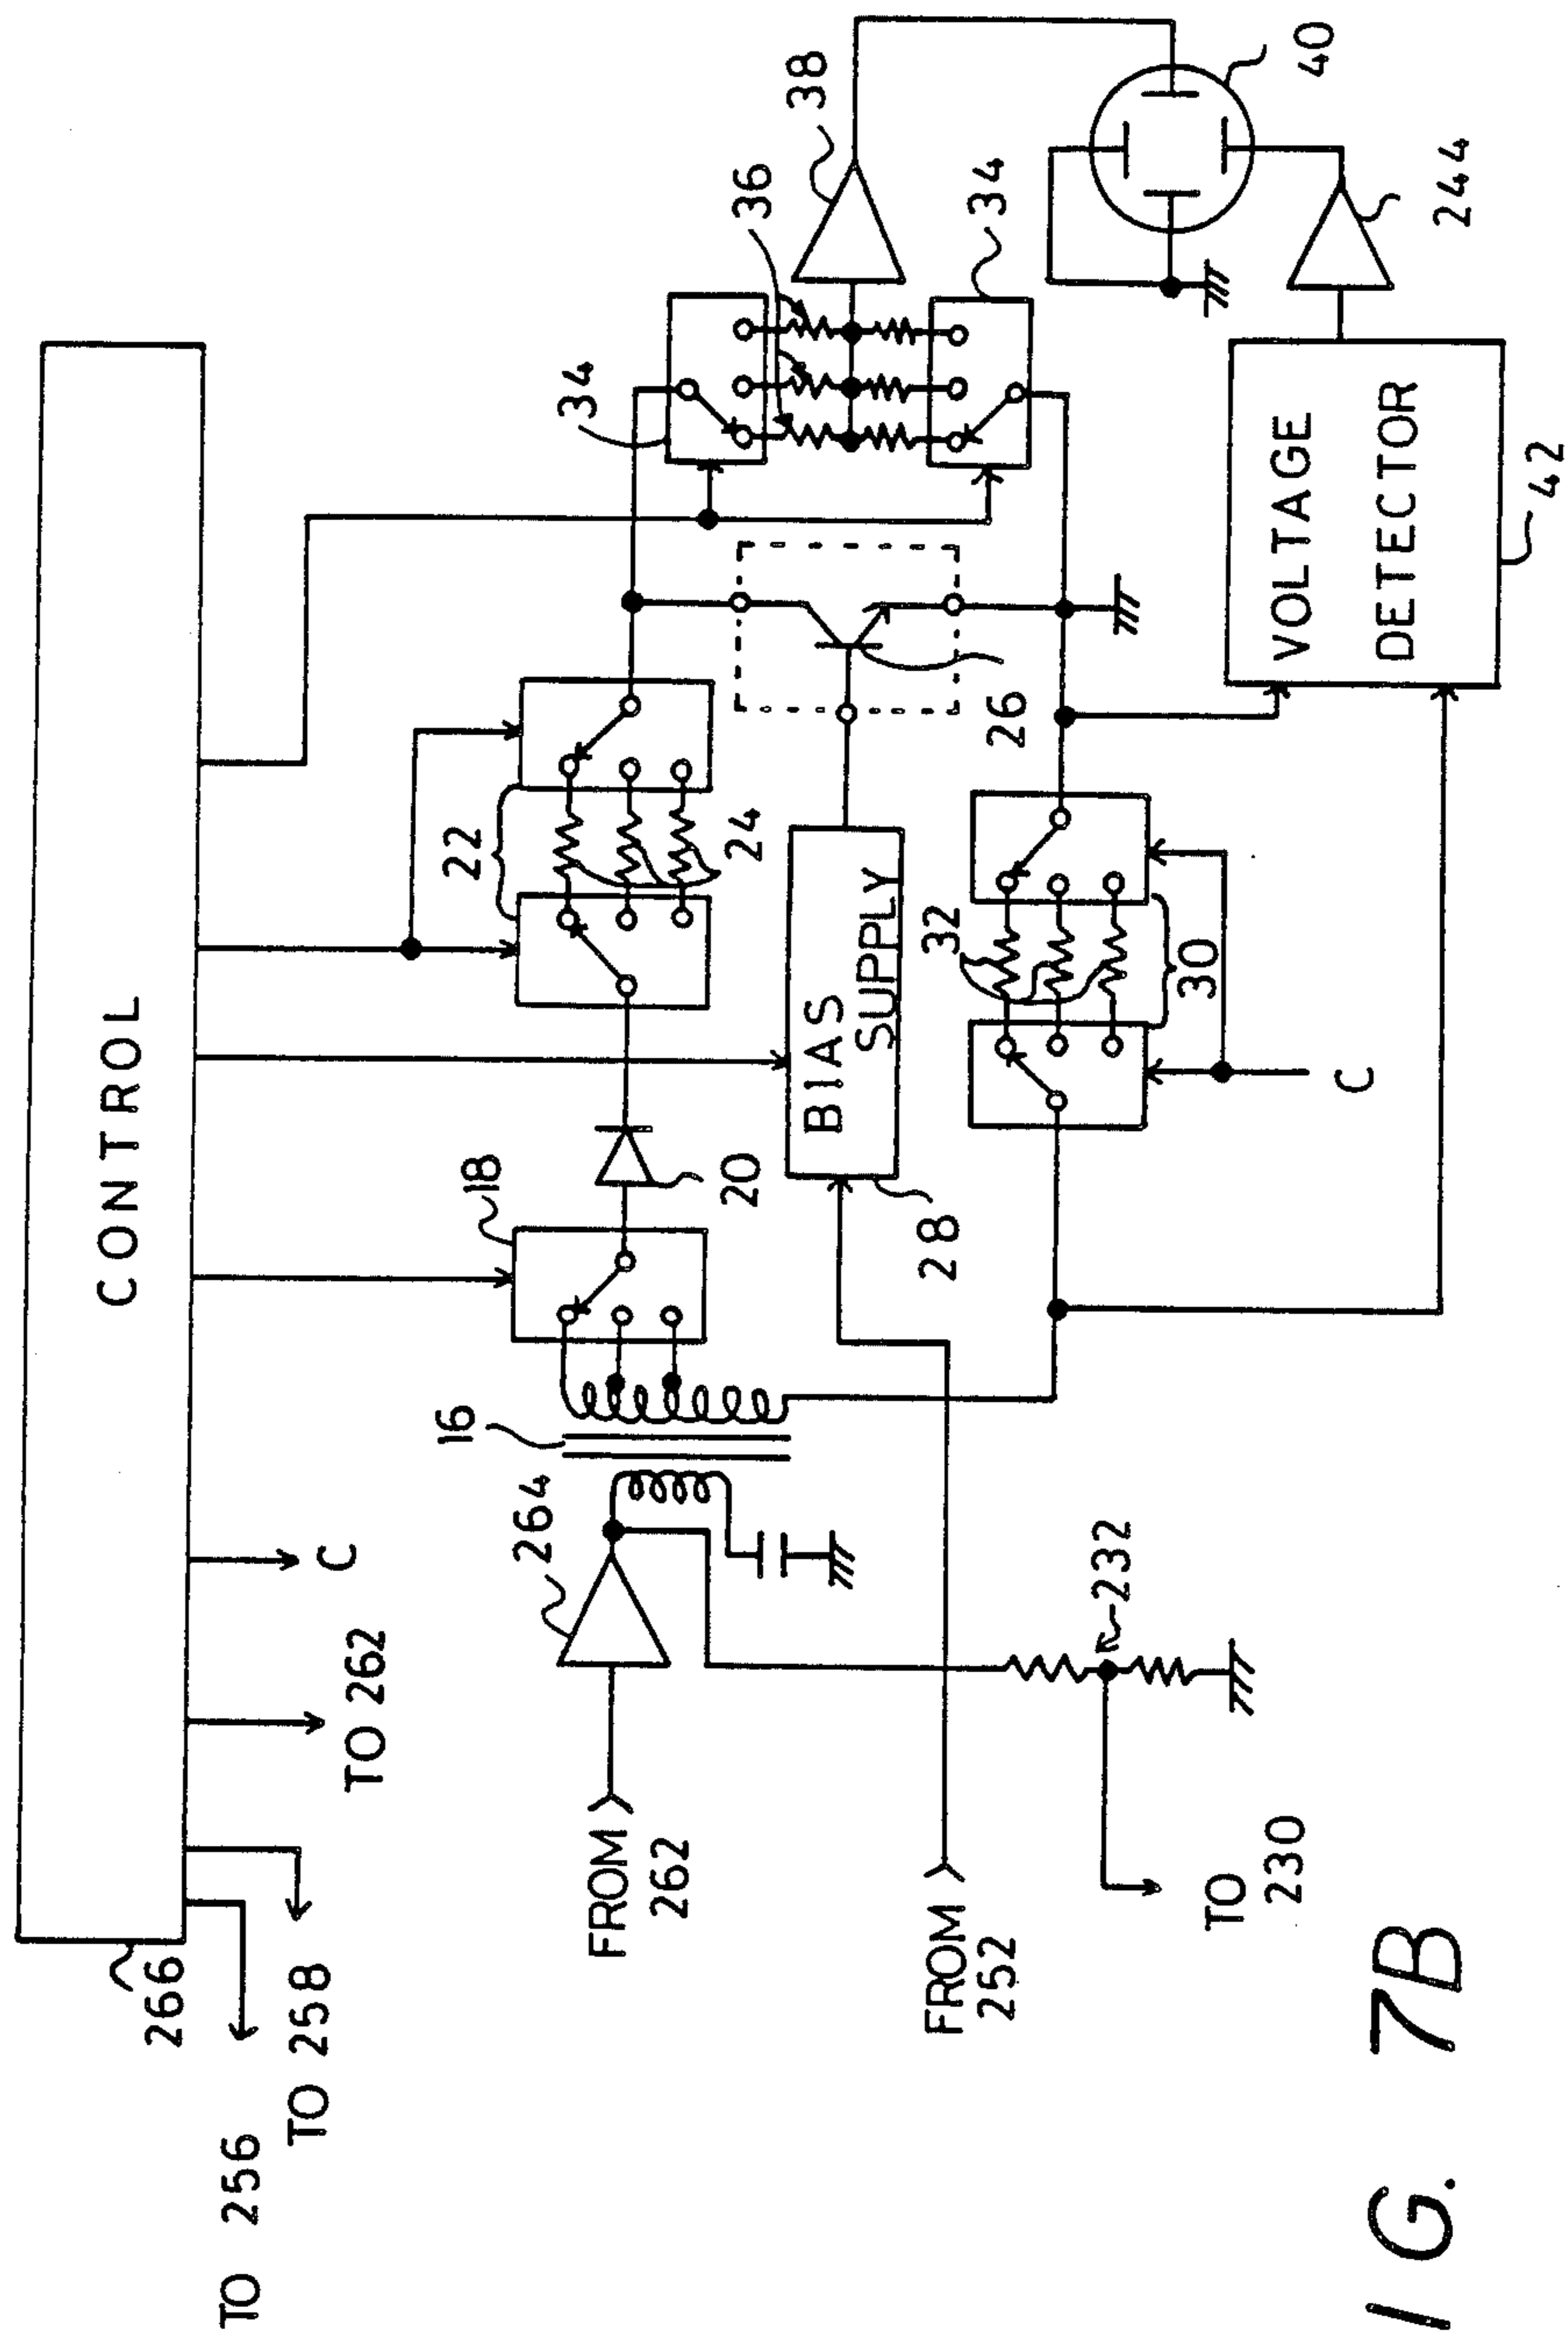 CONTROL
266
TO 256
TO 258
TO 262
C
18
22
24
34
36
38
16
264
20
26
34
40
BIAS
SUPPLY
28
32
30
C
FROM
262
FROM
252
232
TO
230
VOLTAGE
DETECTOR
42
244
I G. 7B